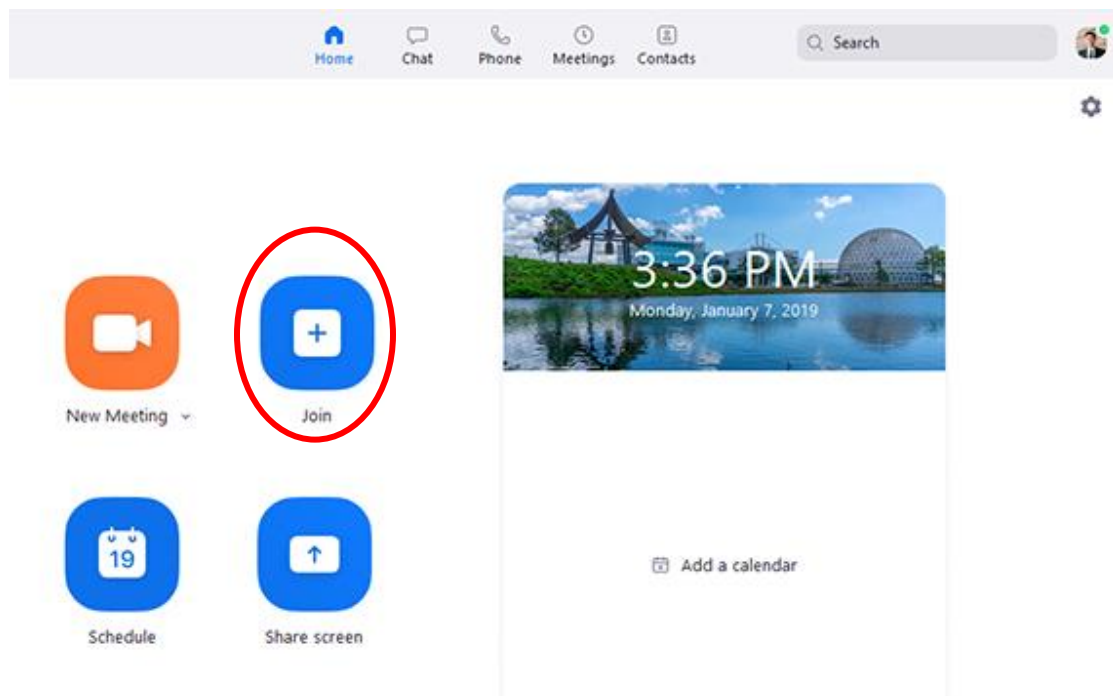 Home
Chat
Phone
Meetings
Contacts
Search
3:36 PM
Monday, January 7, 2019
New Meeting
Join
19
Schedule
Share screen
Add a calendar